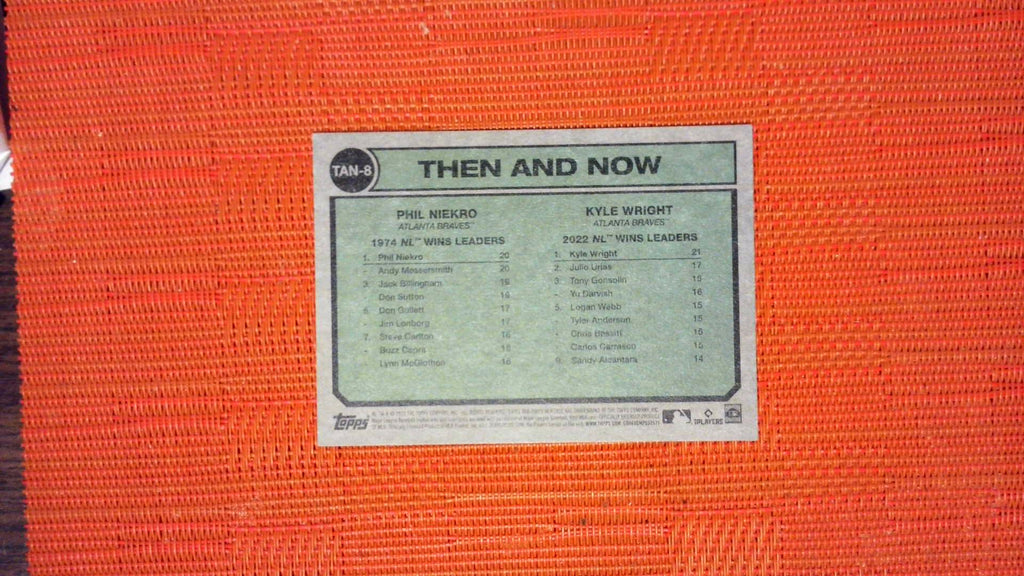 TAN-8
THEN AND NOW
PHIL NIEKRO
ATLANTA BRAVES™
1974 NL™ WINS LEADERS
1. Phil Niekro 20
- Andy Messersmith 20
3. Jack Billingham 19
Don Sutton 19
5. Don Gullett 17
- Jim Lonborg 17
7. Steve Carlton 16
- Buzz Capra 16
- Lynn McGlothen 16
KYLE WRIGHT
ATLANTA BRAVES™
2022 NL™ WINS LEADERS
1. Kyle Wright 21
2. Julio Urias 17
3. Tony Gonsolin 16
- Yu Darvish 16
5. Logan Webb 15
Tyler Anderson 15
- Chris Bassitt 15
Carlos Carrasco 15
9. Sandy Alcantara 14
Topps
PLAYERS